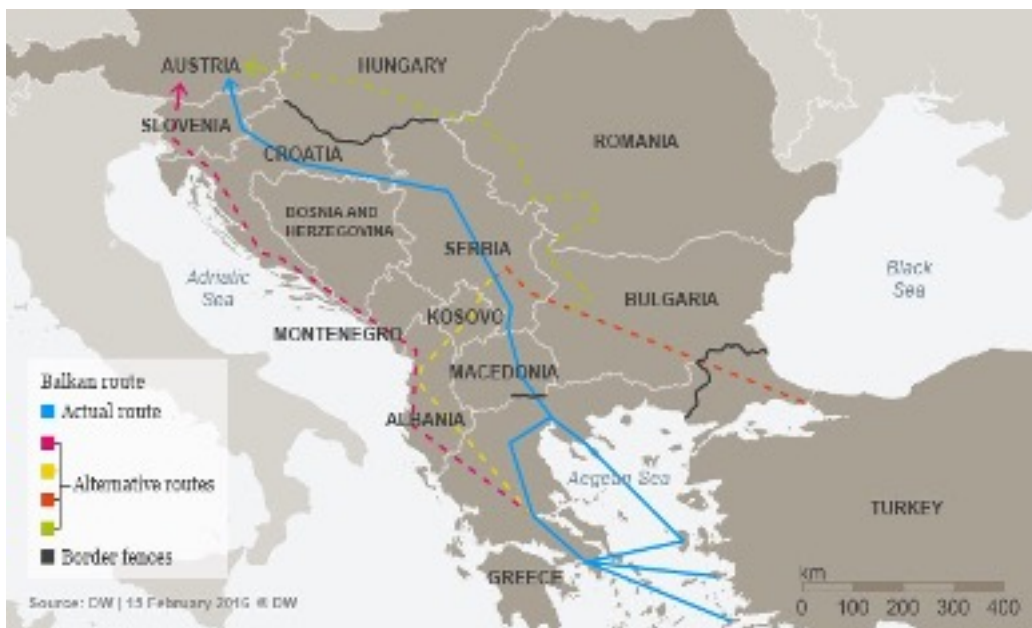 AUSTRIA
HUNGARY
SLOVENIA
CROATIA
ROMANIA
BOSNIA AND
HERZEGOVINA
SERBIA
Adriatic
Sea
Black
Sea
BULGARIA
KOSOVO
MONTENEGRO
MACEDONIA
ALBANIA
Aegean Sea
TURKEY
GREECE
Balkan route
Actual route
Alternative routes
Border fences
Source: DW | 15 February 2016 © DW
km
0 100 200 300 400